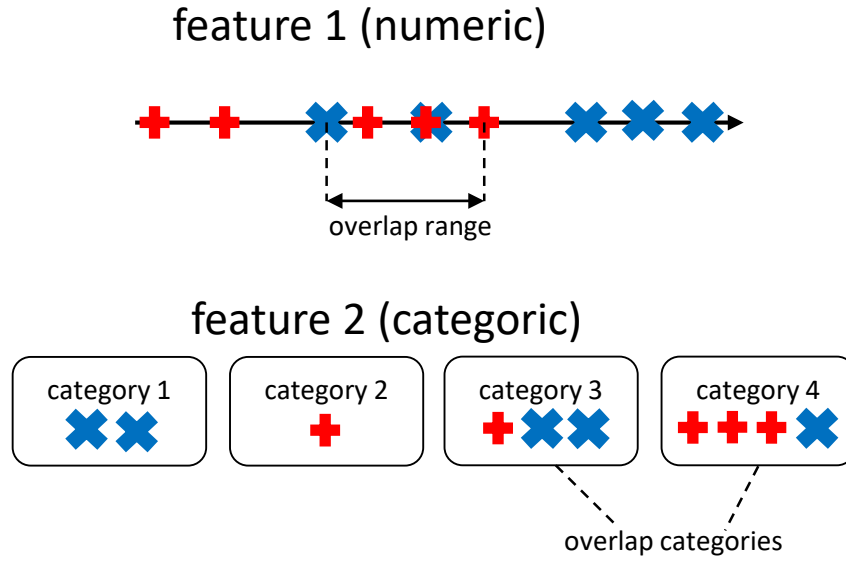 feature 1 (numeric)
overlap range
feature 2 (categoric)
category 1
category 2
category 3
category 4
overlap categories